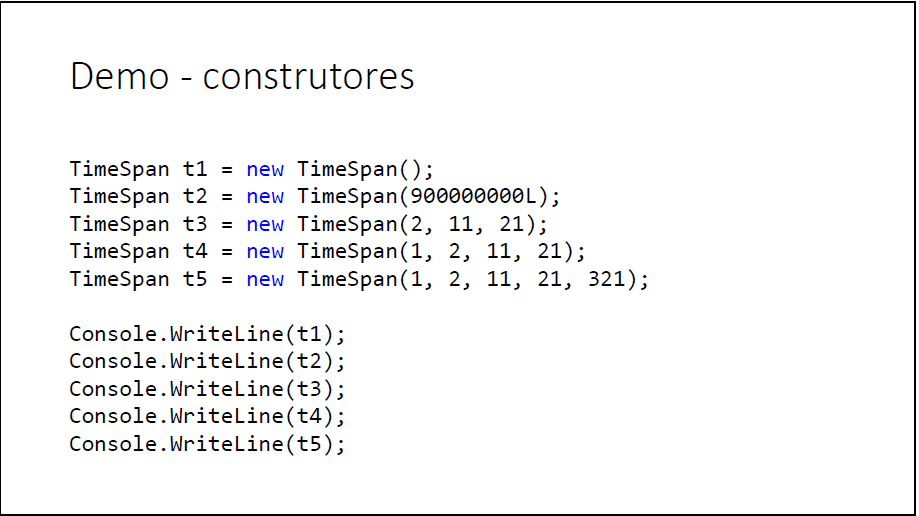 Demo - construtores
TimeSpan t1 = new TimeSpan();
TimeSpan t2 = new TimeSpan(900000000L);
TimeSpan t3 = new TimeSpan(2, 11, 21);
TimeSpan t4 = new TimeSpan(1, 2, 11, 21);
TimeSpan t5 = new TimeSpan(1, 2, 11, 21, 321);
Console.WriteLine(t1);
Console.WriteLine(t2);
Console.WriteLine(t3);
Console.WriteLine(t4);
Console.WriteLine(t5);